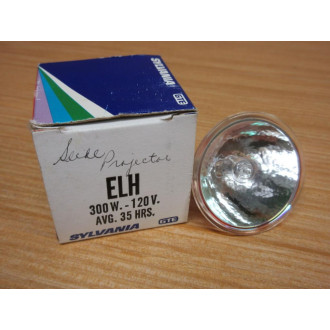 SYLVANIA GTE
Slide Projector
ELH
300 W. - 120 V.
AVG. 35 HRS.
SYLVANIA GTE